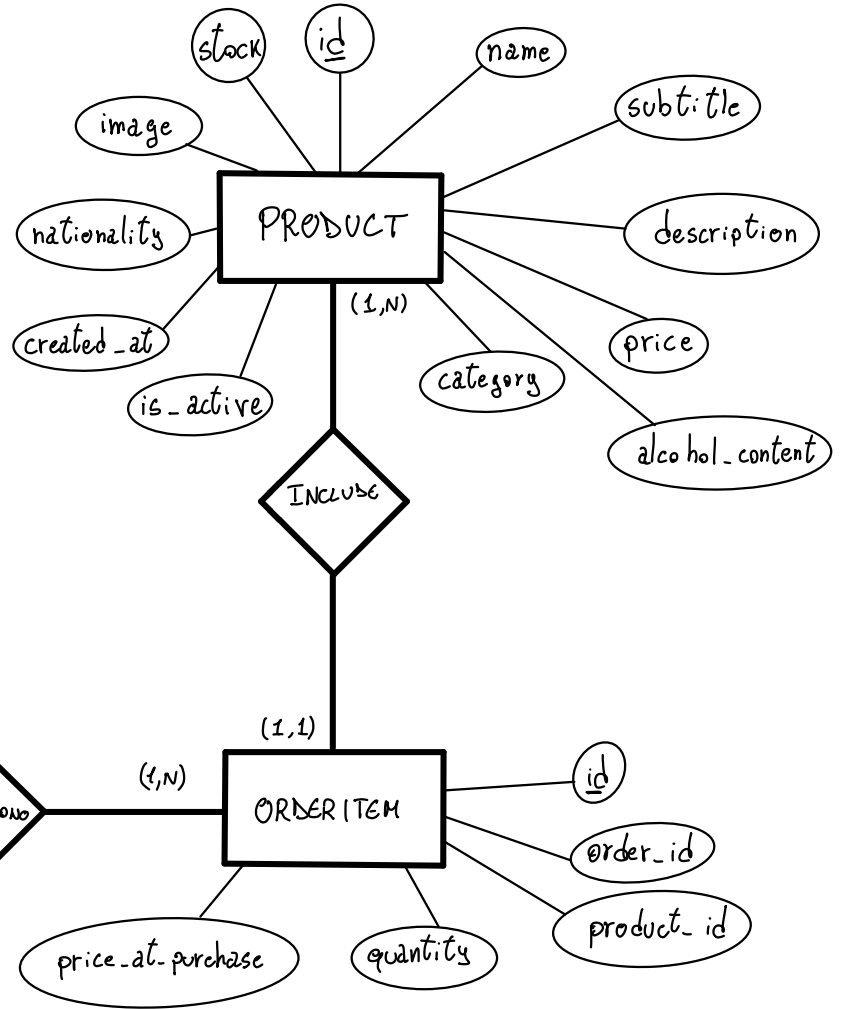 stock
id
name
subtitle
image
PRODUCT
nationality
description
(1,N)
created_at
price
category
is_active
alcohol_content
INCLUDE
(1,1)
(1,N)
id
ORDERITEM
ONO
order_id
product_id
price_at_purchase
quantity